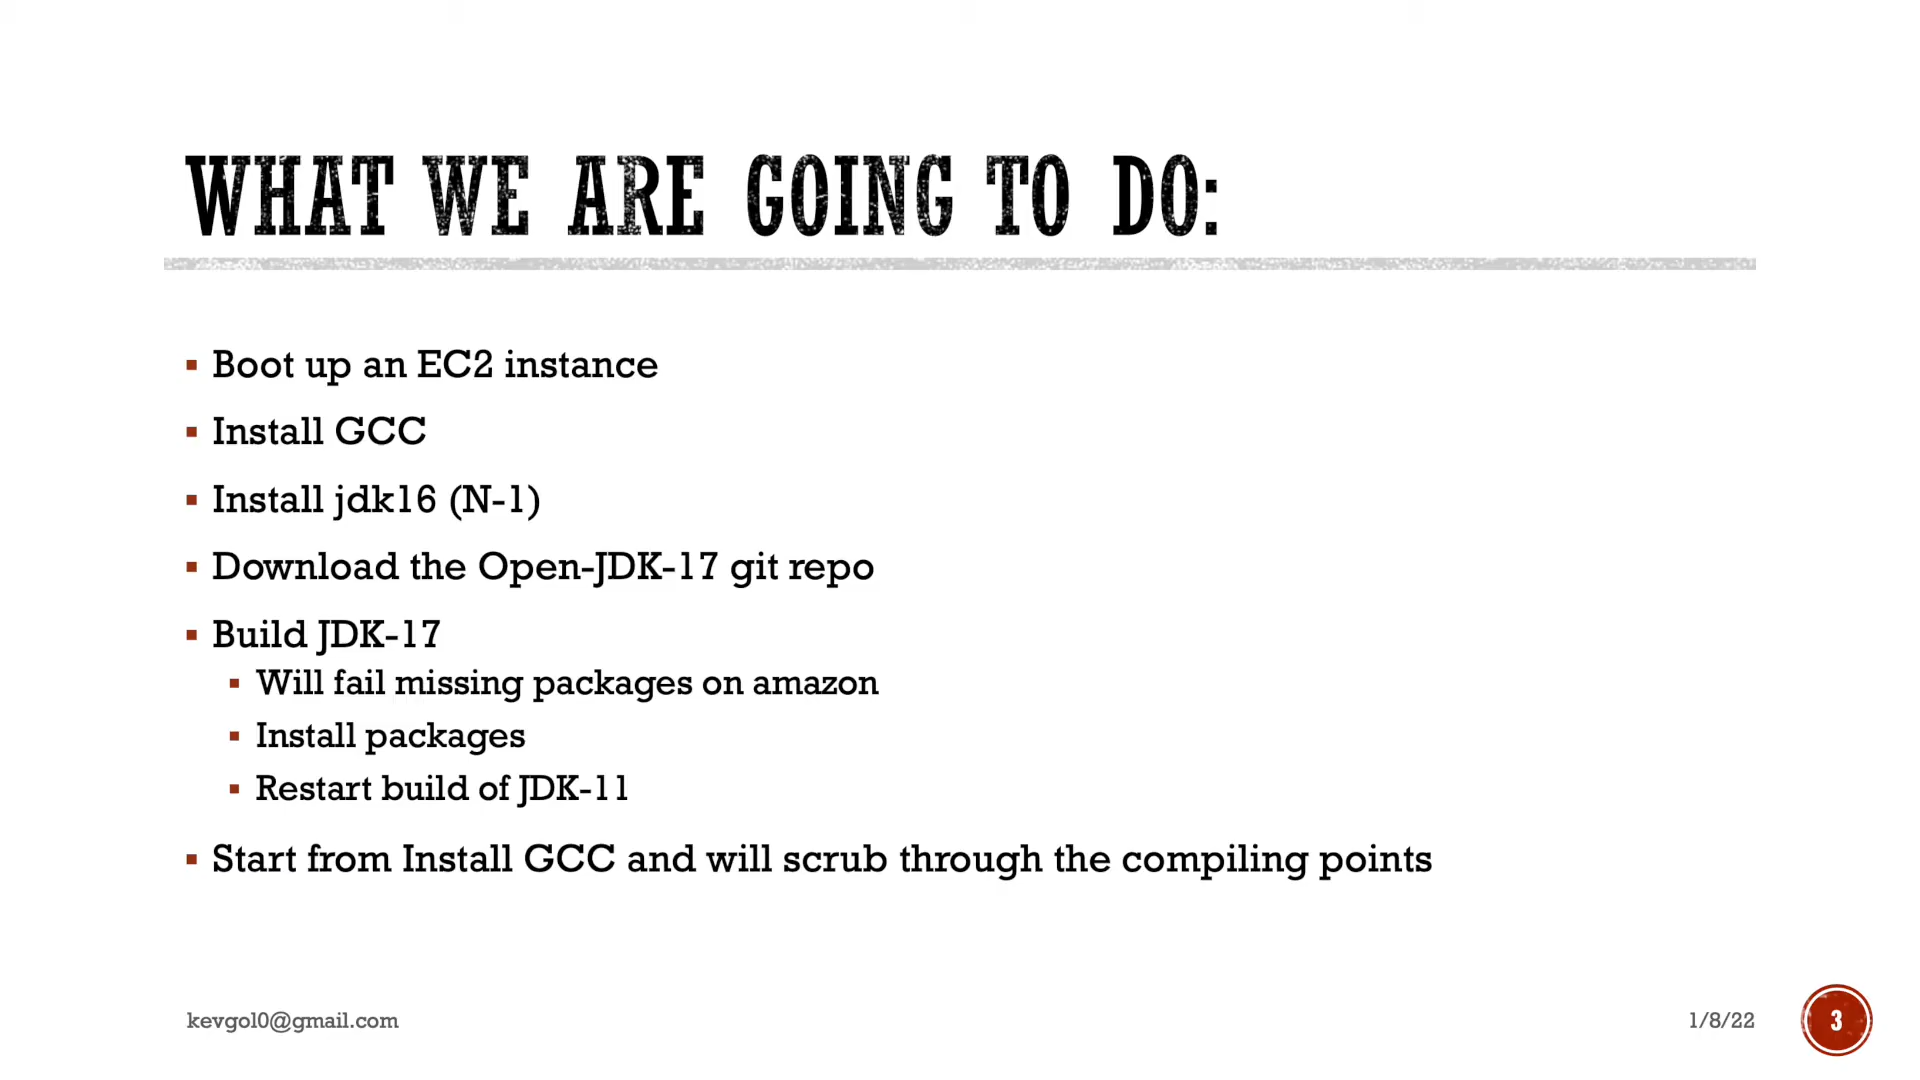 WHAT WE ARE GOING TO DO:
▪ Boot up an EC2 instance
▪ Install GCC
▪ Install jdk16 (N-1)
▪ Download the Open-JDK-17 git repo
▪ Build JDK-17
▪ Will fail missing packages on amazon
▪ Install packages
▪ Restart build of JDK-11
▪ Start from Install GCC and will scrub through the compiling points
kevgol0@gmail.com
1/8/22
3